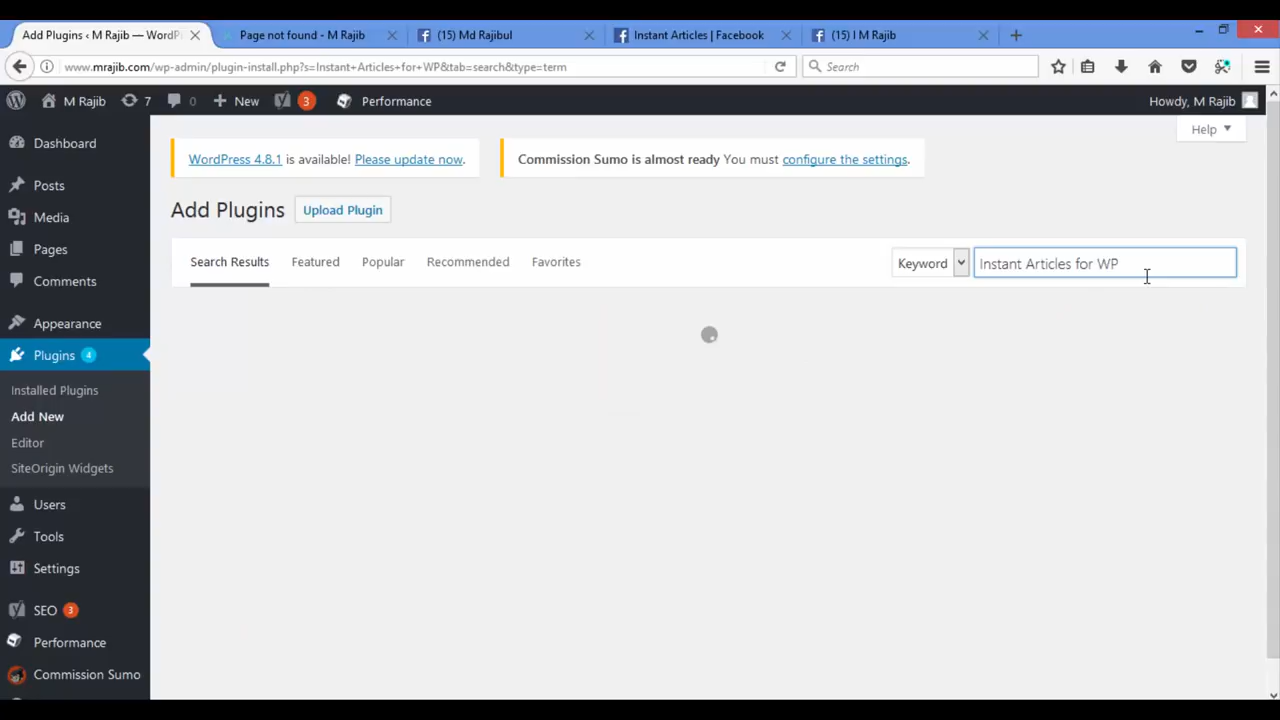 Add Plugins ‹ M Rajib — WordP
Page not found - M Rajib
(15) Md Rajibul
Instant Articles | Facebook
(15) I M Rajib
www.mrajib.com/wp-admin/plugin-install.php?s=Instant+Articles+for+WP&tab=search&type=term
Search
M Rajib
7
0
New
3
Performance
Howdy, M Rajib
Help
WordPress 4.8.1 is available! Please update now.
Commission Sumo is almost ready You must configure the settings.
Add Plugins
Upload Plugin
Search Results
Featured
Popular
Recommended
Favorites
Keyword
Instant Articles for WP
Dashboard
Posts
Media
Pages
Comments
Appearance
Plugins 4
Installed Plugins
Add New
Editor
SiteOrigin Widgets
Users
Tools
Settings
SEO 3
Performance
Commission Sumo